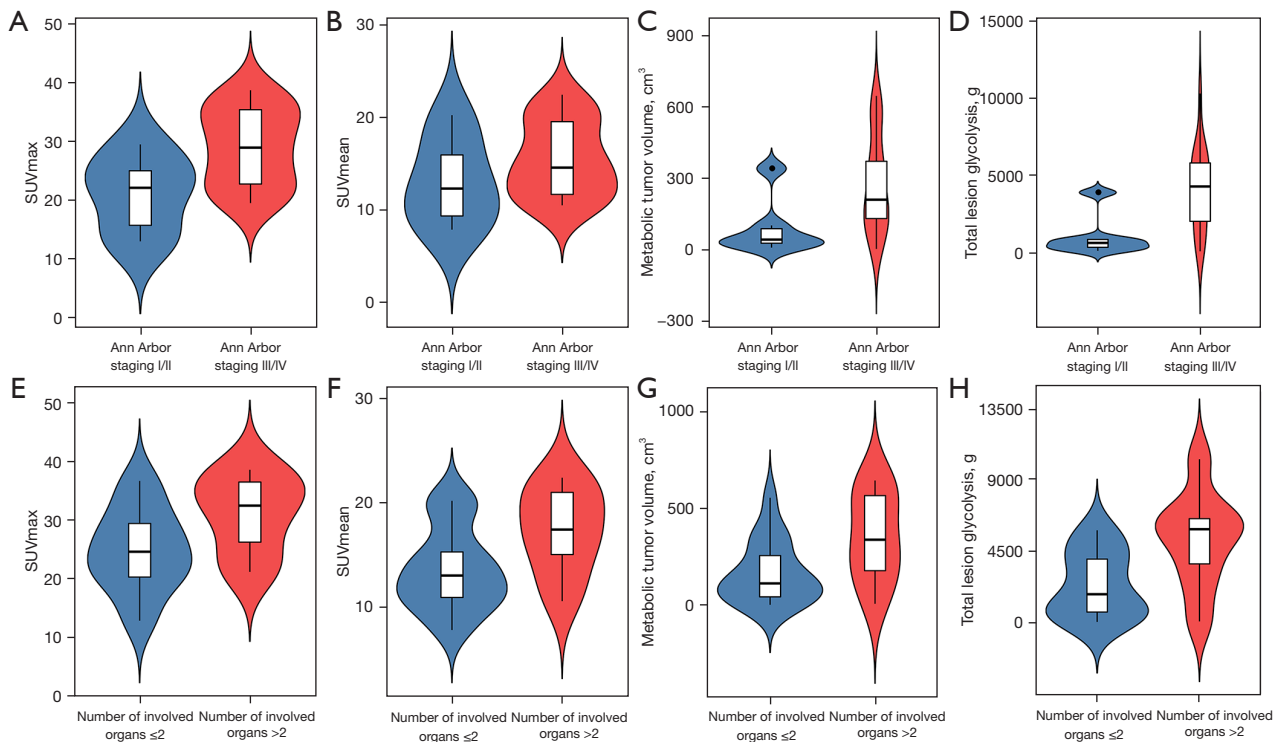 A
50
40
30
20
10
0
SUVmax
Ann Arbor
staging I/II
Ann Arbor
staging III/IV
B
30
20
10
0
SUVmean
Ann Arbor
staging I/II
Ann Arbor
staging III/IV
C
900
600
300
0
−300
Metabolic tumor volume, cm³
Ann Arbor
staging I/II
Ann Arbor
staging III/IV
D
15000
10000
5000
0
Total lesion glycolysis, g
Ann Arbor
staging I/II
Ann Arbor
staging III/IV
E
50
40
30
20
10
0
SUVmax
Number of involved
organs ≤2
Number of involved
organs >2
F
30
20
10
SUVmean
Number of involved
organs ≤2
Number of involved
organs >2
G
1000
500
0
Metabolic tumor volume, cm³
Number of involved
organs ≤2
Number of involved
organs >2
H
13500
9000
4500
0
Total lesion glycolysis, g
Number of involved
organs ≤2
Number of involved
organs >2